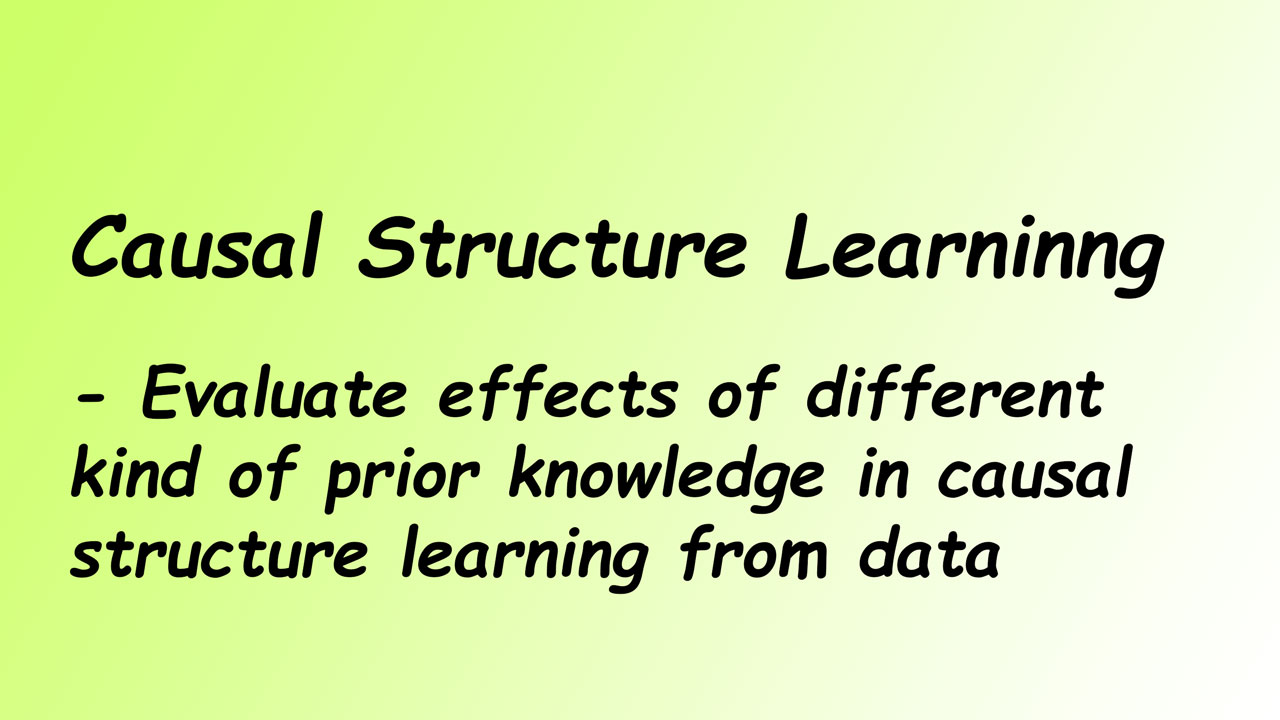 Causal Structure Learninng
- Evaluate effects of different
kind of prior knowledge in causal
structure learning from data